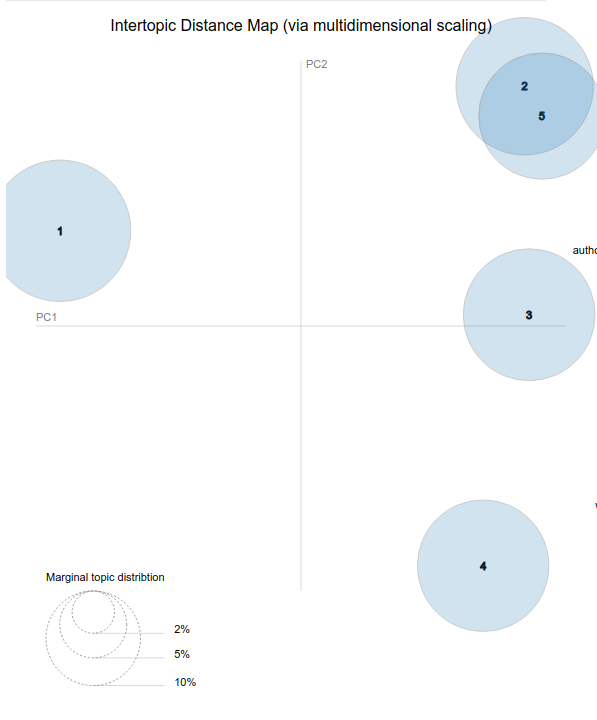 Intertopic Distance Map (via multidimensional scaling)
PC2
2
5
1
autho
3
PC1
4
Marginal topic distribtion
2%
5%
10%